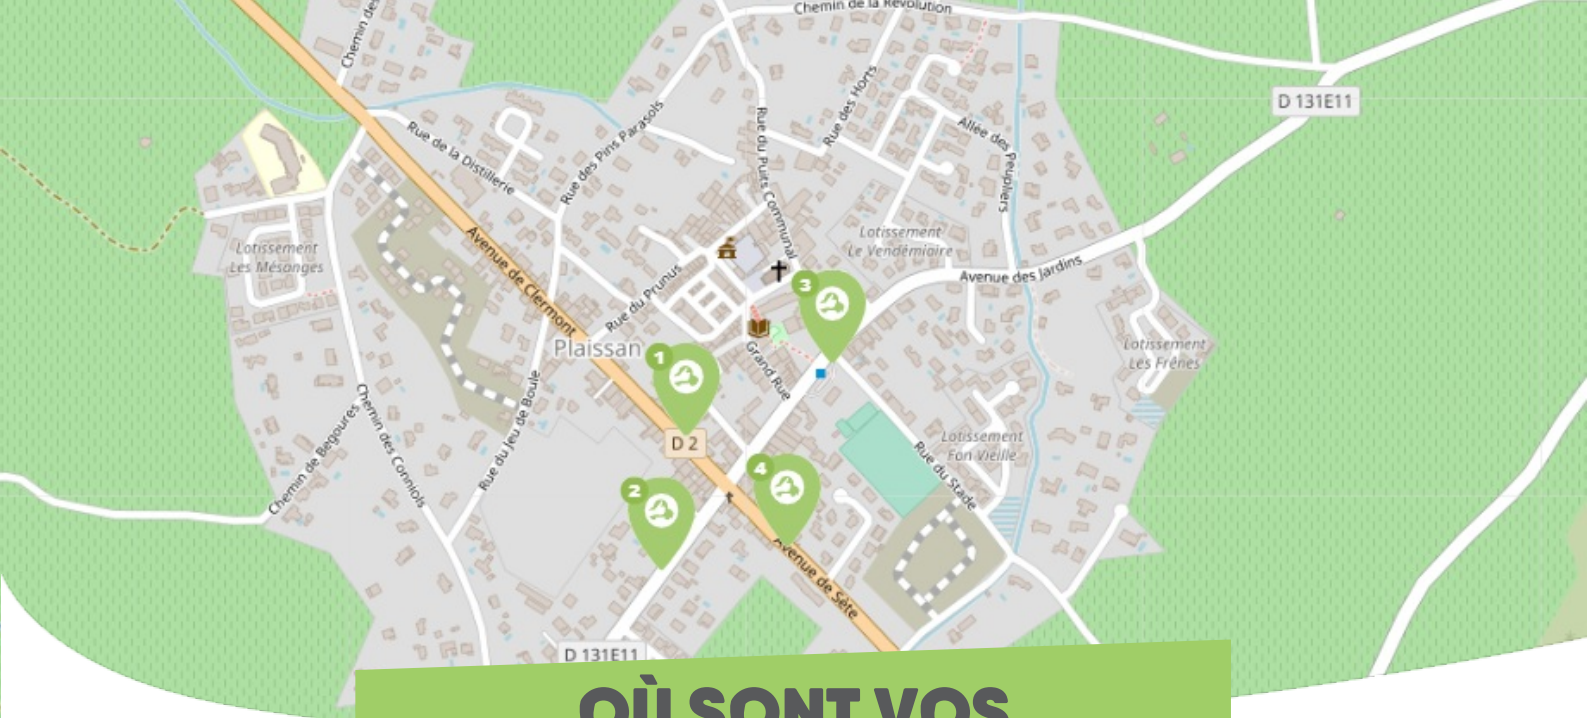 Chemin de la Révolution
Chemin des
D 131E11
Rue des Horts
Rue du Puits Communal
Allée des Peupliers
Rue de la Distillerie
Rue des Pins Parasols
Lotissement
Les Mésanges
Lotissement
Le Vendémiaire
Avenue de Clermont
Rue du Prunus
Avenue des Jardins
3
Plaissan
1
Grand Rue
Lotissement
Les Frênes
Chemin de Begoures
Chemin des Conniols
Rue du Jeu de Boule
D 2
Lotissement
Fon Vieille
Rue du Stade
2
4
Avenue de Sète
D 131E11
OÙ SONT VOS